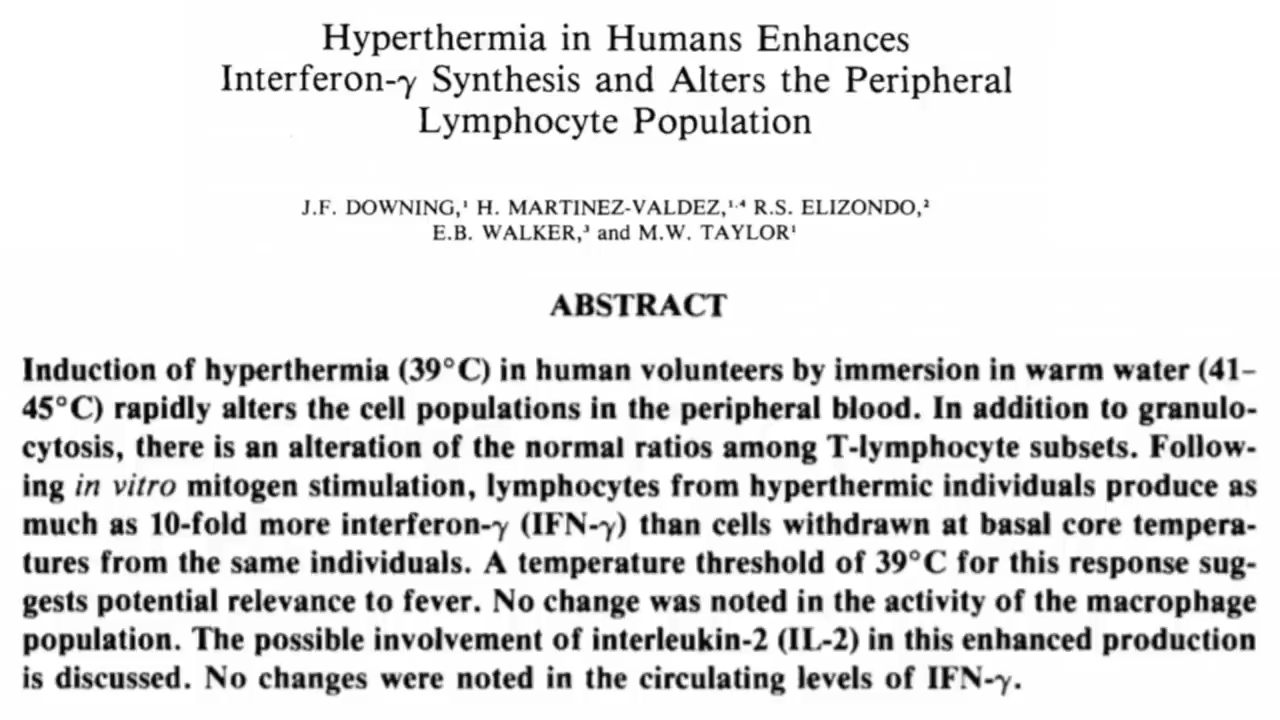 Hyperthermia in Humans Enhances
Interferon-γ Synthesis and Alters the Peripheral
Lymphocyte Population
J.F. DOWNING,¹ H. MARTINEZ-VALDEZ,¹,⁴ R.S. ELIZONDO,²
E.B. WALKER,³ and M.W. TAYLOR¹
ABSTRACT
Induction of hyperthermia (39°C) in human volunteers by immersion in warm water (41–
45°C) rapidly alters the cell populations in the peripheral blood. In addition to granulo-
cytosis, there is an alteration of the normal ratios among T-lymphocyte subsets. Follow-
ing in vitro mitogen stimulation, lymphocytes from hyperthermic individuals produce as
much as 10-fold more interferon-γ (IFN-γ) than cells withdrawn at basal core tempera-
tures from the same individuals. A temperature threshold of 39°C for this response sug-
gests potential relevance to fever. No change was noted in the activity of the macrophage
population. The possible involvement of interleukin-2 (IL-2) in this enhanced production
is discussed. No changes were noted in the circulating levels of IFN-γ.